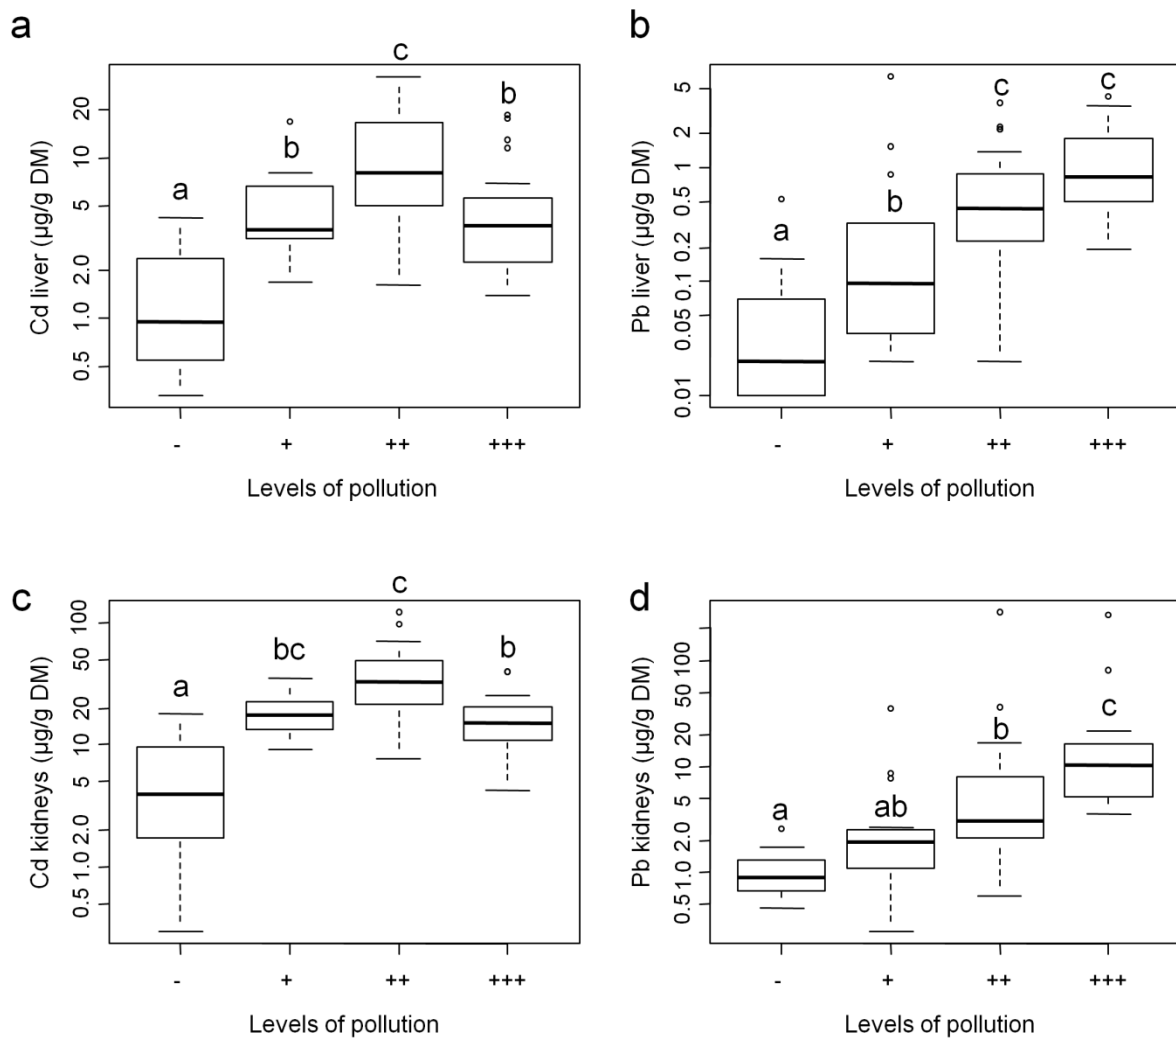 a
Cd liver (µg/g DM)
20
10
5
2.0
1.0
0.5
a
b
c
b
- + ++ +++
Levels of pollution
b
Pb liver (µg/g DM)
5
2
1
0.5
0.2
0.1
0.05
0.01
a
b
c
c
- + ++ +++
Levels of pollution
c
Cd kidneys (µg/g DM)
100
50
20
10
5
2.0
1.0
0.5
a
bc
c
b
- + ++ +++
Levels of pollution
d
Pb kidneys (µg/g DM)
100
50
20
10
5
2.0
1.0
0.5
a
ab
b
c
- + ++ +++
Levels of pollution